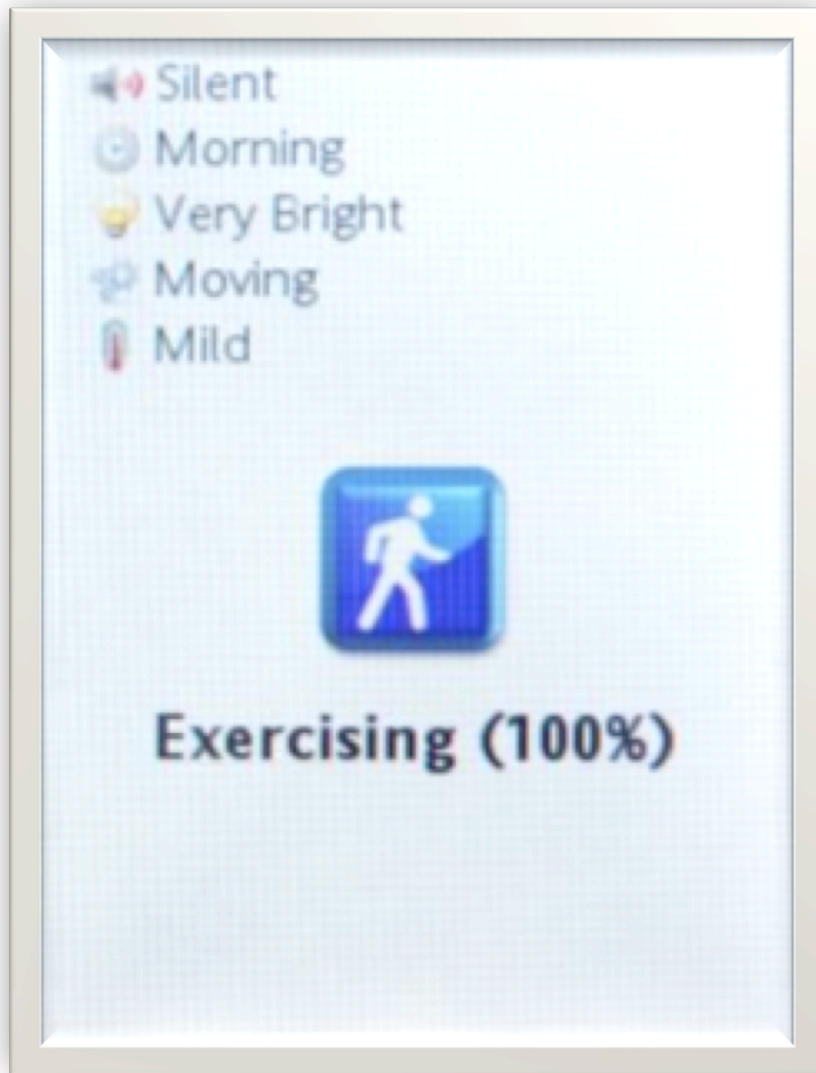 Silent
Morning
Very Bright
Moving
Mild
Exercising (100%)